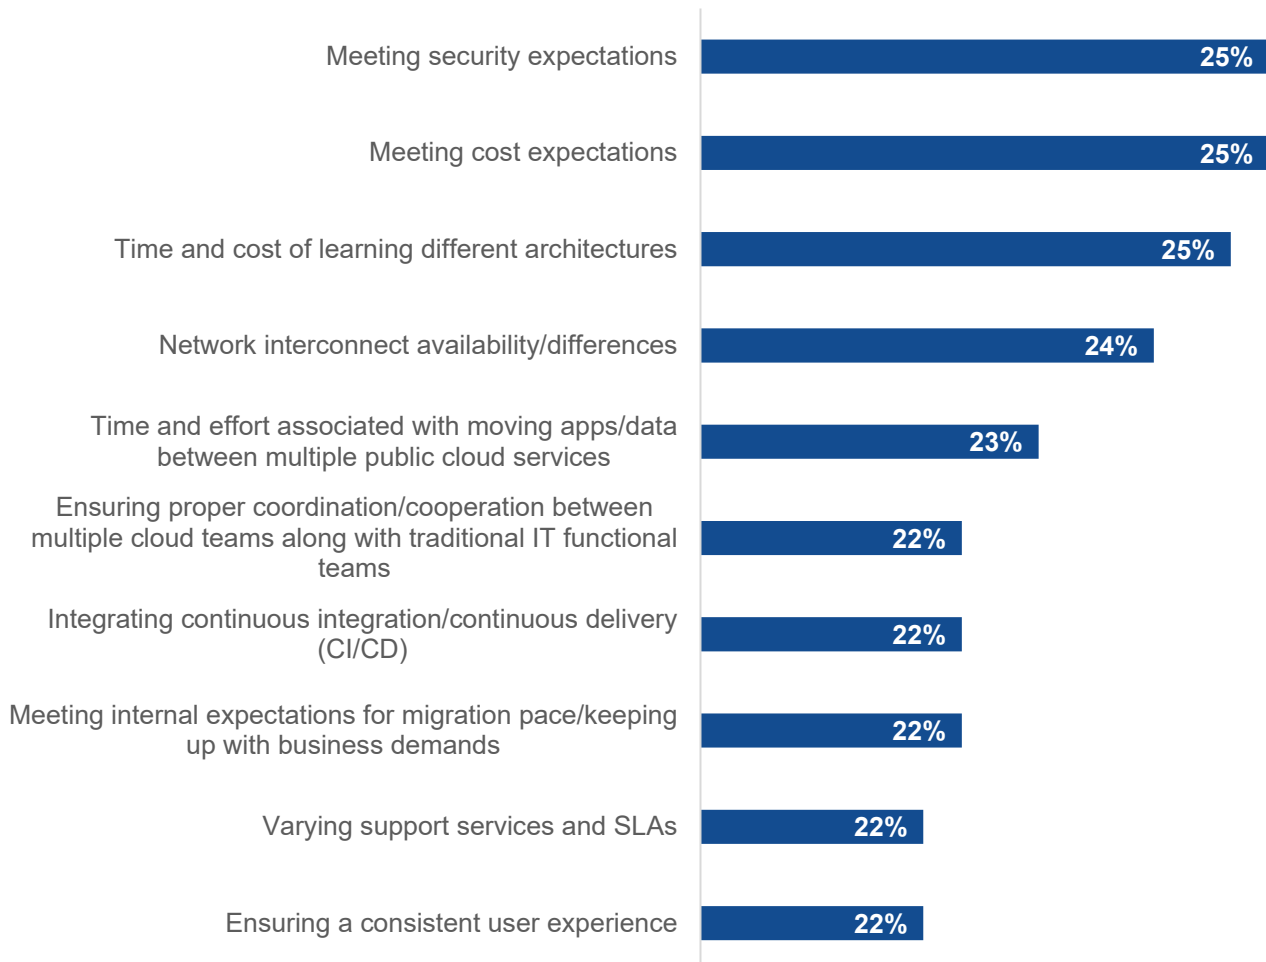 Meeting security expectations 25%
Meeting cost expectations 25%
Time and cost of learning different architectures 25%
Network interconnect availability/differences 24%
Time and effort associated with moving apps/data
between multiple public cloud services 23%
Ensuring proper coordination/cooperation between
multiple cloud teams along with traditional IT functional 22%
teams
Integrating continuous integration/continuous delivery
(CI/CD) 22%
Meeting internal expectations for migration pace/keeping
up with business demands 22%
Varying support services and SLAs 22%
Ensuring a consistent user experience 22%